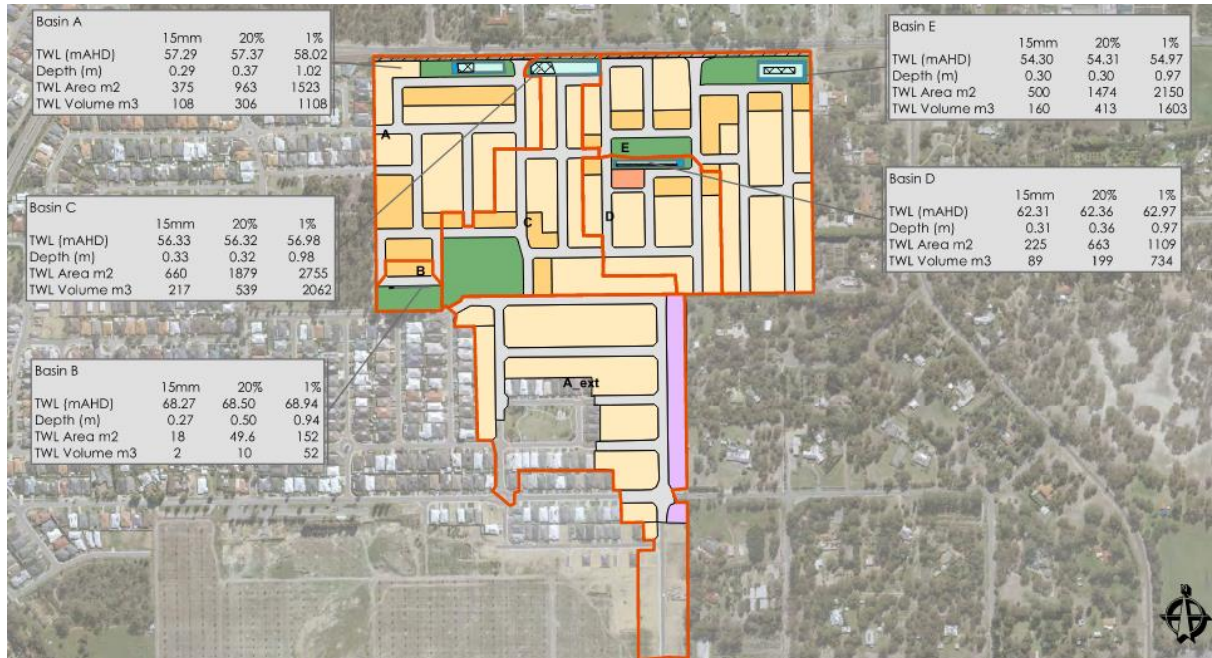 Basin A
15mm 20% 1%
TWL (mAHD) 57.29 57.37 58.02
Depth (m) 0.29 0.37 1.02
TWL Area m2 375 963 1523
TWL Volume m3 108 306 1108
Basin E
15mm 20% 1%
TWL (mAHD) 54.30 54.31 54.97
Depth (m) 0.30 0.30 0.97
TWL Area m2 500 1474 2150
TWL Volume m3 160 413 1603
A
E
Basin D
15mm 20% 1%
TWL (mAHD) 62.31 62.36 62.97
Depth (m) 0.31 0.36 0.97
TWL Area m2 225 663 1109
TWL Volume m3 89 199 734
Basin C
15mm 20% 1%
TWL (mAHD) 56.33 56.32 56.98
Depth (m) 0.33 0.32 0.98
TWL Area m2 660 1879 2755
TWL Volume m3 217 539 2062
C
D
B
Basin B
15mm 20% 1%
TWL (mAHD) 68.27 68.50 68.94
Depth (m) 0.27 0.50 0.94
TWL Area m2 18 49.6 152
TWL Volume m3 2 10 52
A_ext